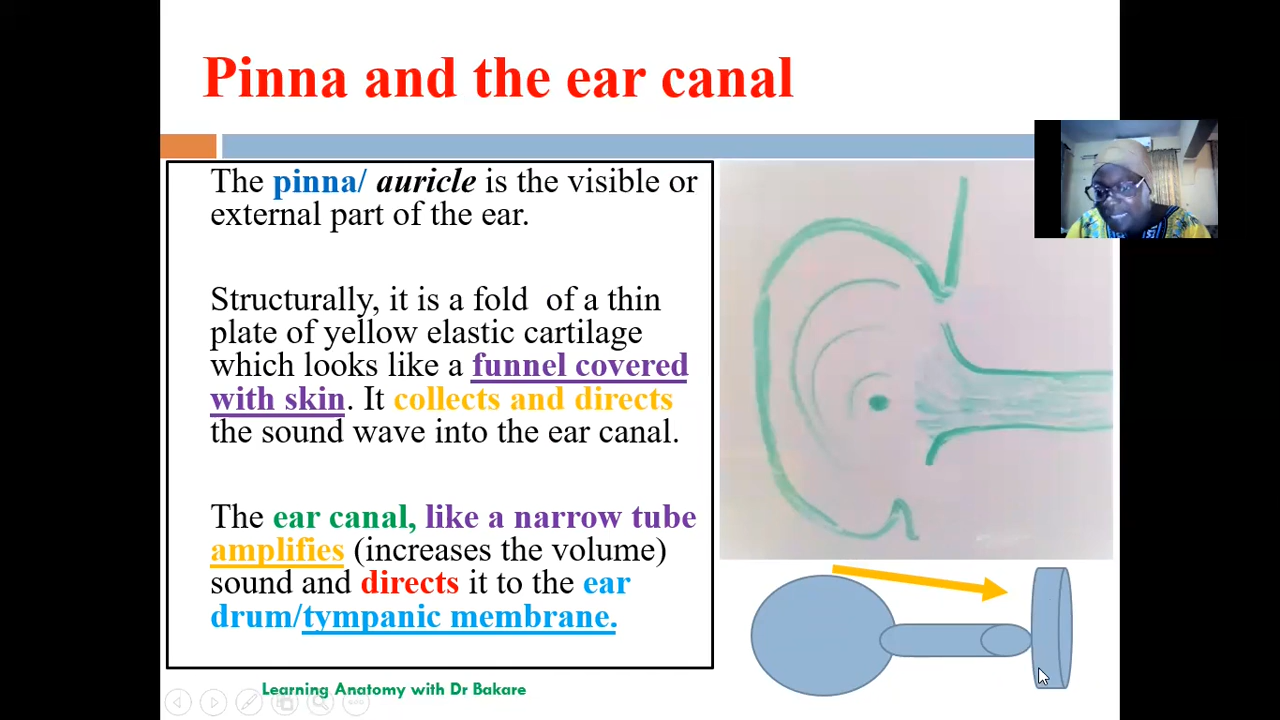 Pinna and the ear canal
The pinna/ auricle is the visible or
external part of the ear.
Structurally, it is a fold of a thin
plate of yellow elastic cartilage
which looks like a funnel covered
with skin. It collects and directs
the sound wave into the ear canal.
The ear canal, like a narrow tube
amplifies (increases the volume)
sound and directs it to the ear
drum/tympanic membrane.
Learning Anatomy with Dr Bakare